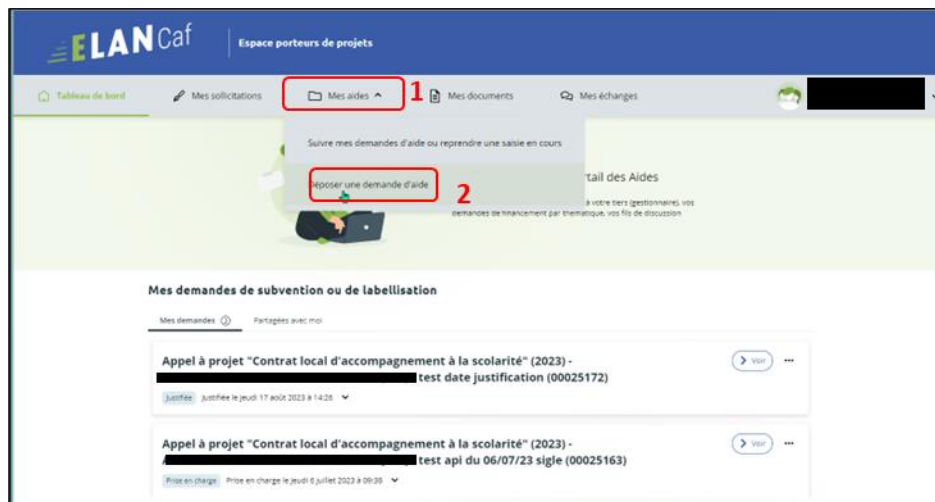 ELAN Caf
Espace porteurs de projets
Tableau de bord
Mes sollicitations
Mes aides
1
Mes documents
Mes échanges
Suivre mes demandes d'aide ou reprendre une saisie en cours
Déposer une demande d'aide
2
tail des Aides
à votre tiers (gestionnaire), vos
demandes de financement par thématique, vos fils de discussion
Mes demandes de subvention ou de labellisation
Mes demandes 2
Partagées avec moi
Appel à projet "Contrat local d'accompagnement à la scolarité" (2023) -
test date justification (00025172)
Voir
Justifiée Justifiée le jeudi 17 août 2023 à 14:26
Appel à projet "Contrat local d'accompagnement à la scolarité" (2023) -
test api du 06/07/23 sigle (00025163)
Voir
Prise en charge Prise en charge le jeudi 6 juillet 2023 à 09:38